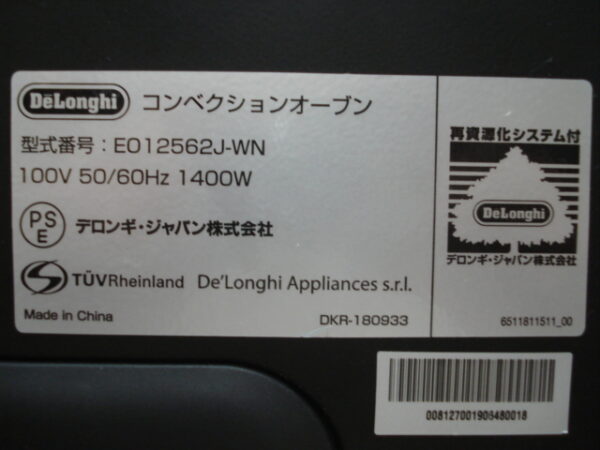 DeLonghi コンベクションオーブン
型式番号：EO12562J-WN
100V 50/60Hz 1400W
PS
E
デロンギ・ジャパン株式会社
S TÜVRheinland De'Longhi Appliances s.r.l.
Made in China
DKR-180933
再資源化システム付
DeLonghi
デロンギ・ジャパン株式会社
6511811511_00
008127001906480018